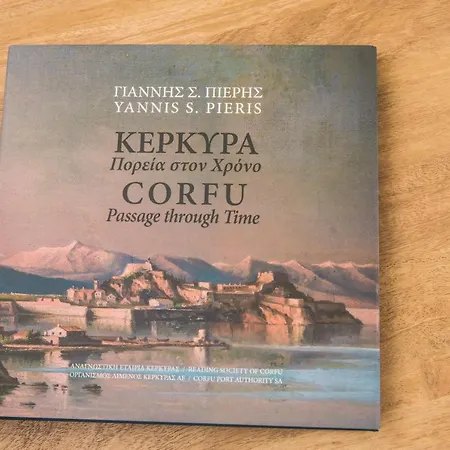 ΓΙΑΝΝΗΣ Σ. ΠΙΕΡΗΣ
YANNIS S. PIERIS
ΚΕΡΚΥΡΑ
Πορεία στον Χρόνο
CORFU
Passage through Time
ΑΝΑΓΝΩΣΤΙΚΗ ΕΤΑΙΡΙΑ ΚΕΡΚΥΡΑΣ / READING SOCIETY OF CORFU
ΟΡΓΑΝΙΣΜΟΣ ΛΙΜΕΝΟΣ ΚΕΡΚΥΡΑΣ ΑΕ / CORFU PORT AUTHORITY SA